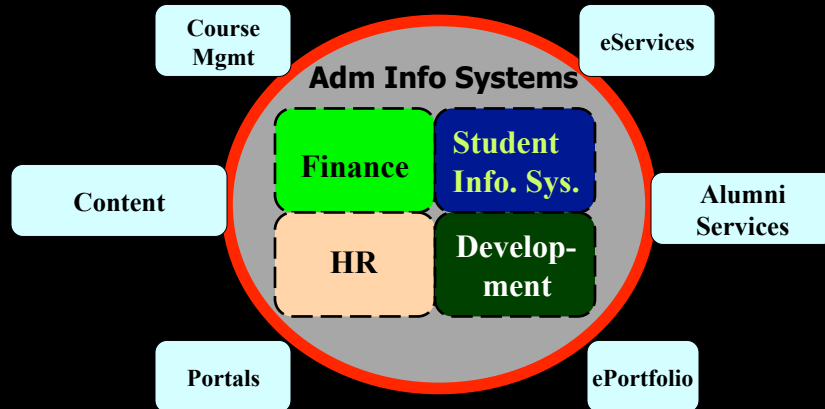 Course
Mgmt
eServices
Adm Info Systems
Finance
Student
Info. Sys.
Content
Alumni
Services
HR
Develop-
ment
Portals
ePortfolio